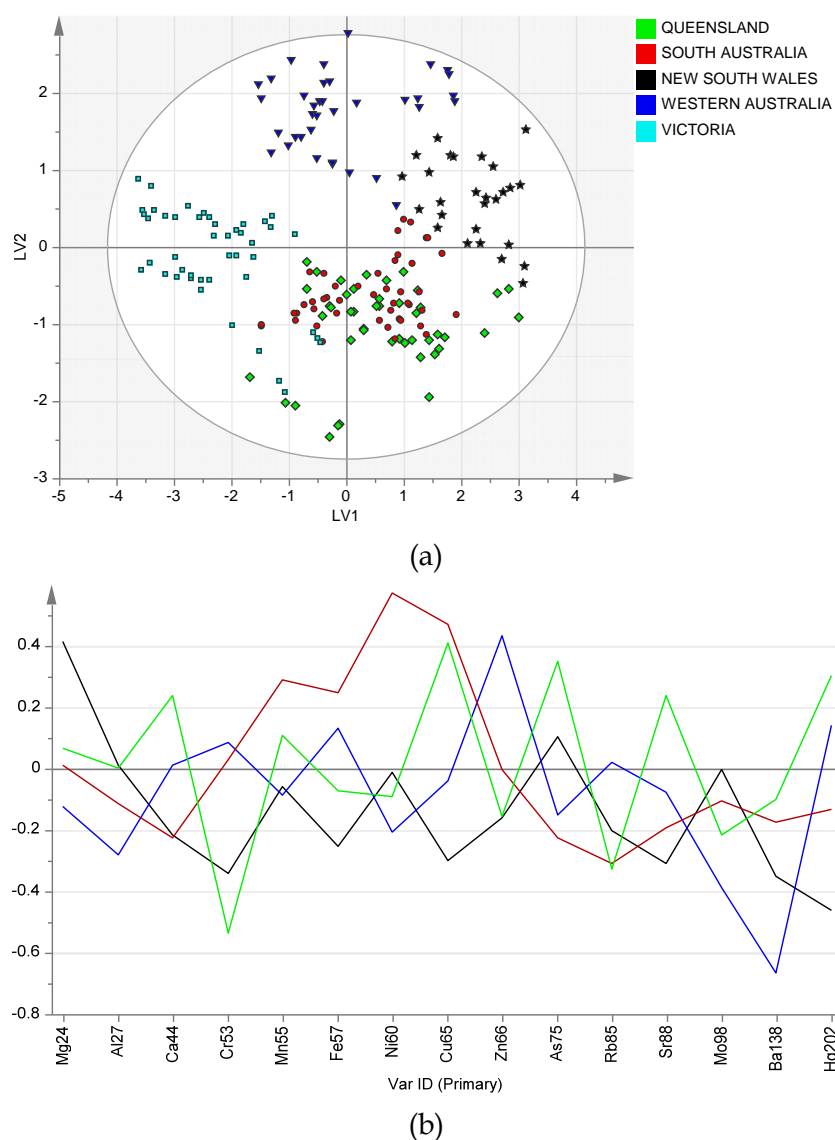 QUEENSLAND
SOUTH AUSTRALIA
NEW SOUTH WALES
WESTERN AUSTRALIA
VICTORIA
LV2
2
1
0
-1
-2
-3
-5 -4 -3 -2 -1 0 1 2 3 4
LV1
(a)
0.4
0.2
0
-0.2
-0.4
-0.6
-0.8
Mg24 Al27 Ca44 Cr53 Mn55 Fe57 Ni60 Cu65 Zn66 As75 Rb85 Sr88 Mo98 Ba138 Hg202
Var ID (Primary)
(b)